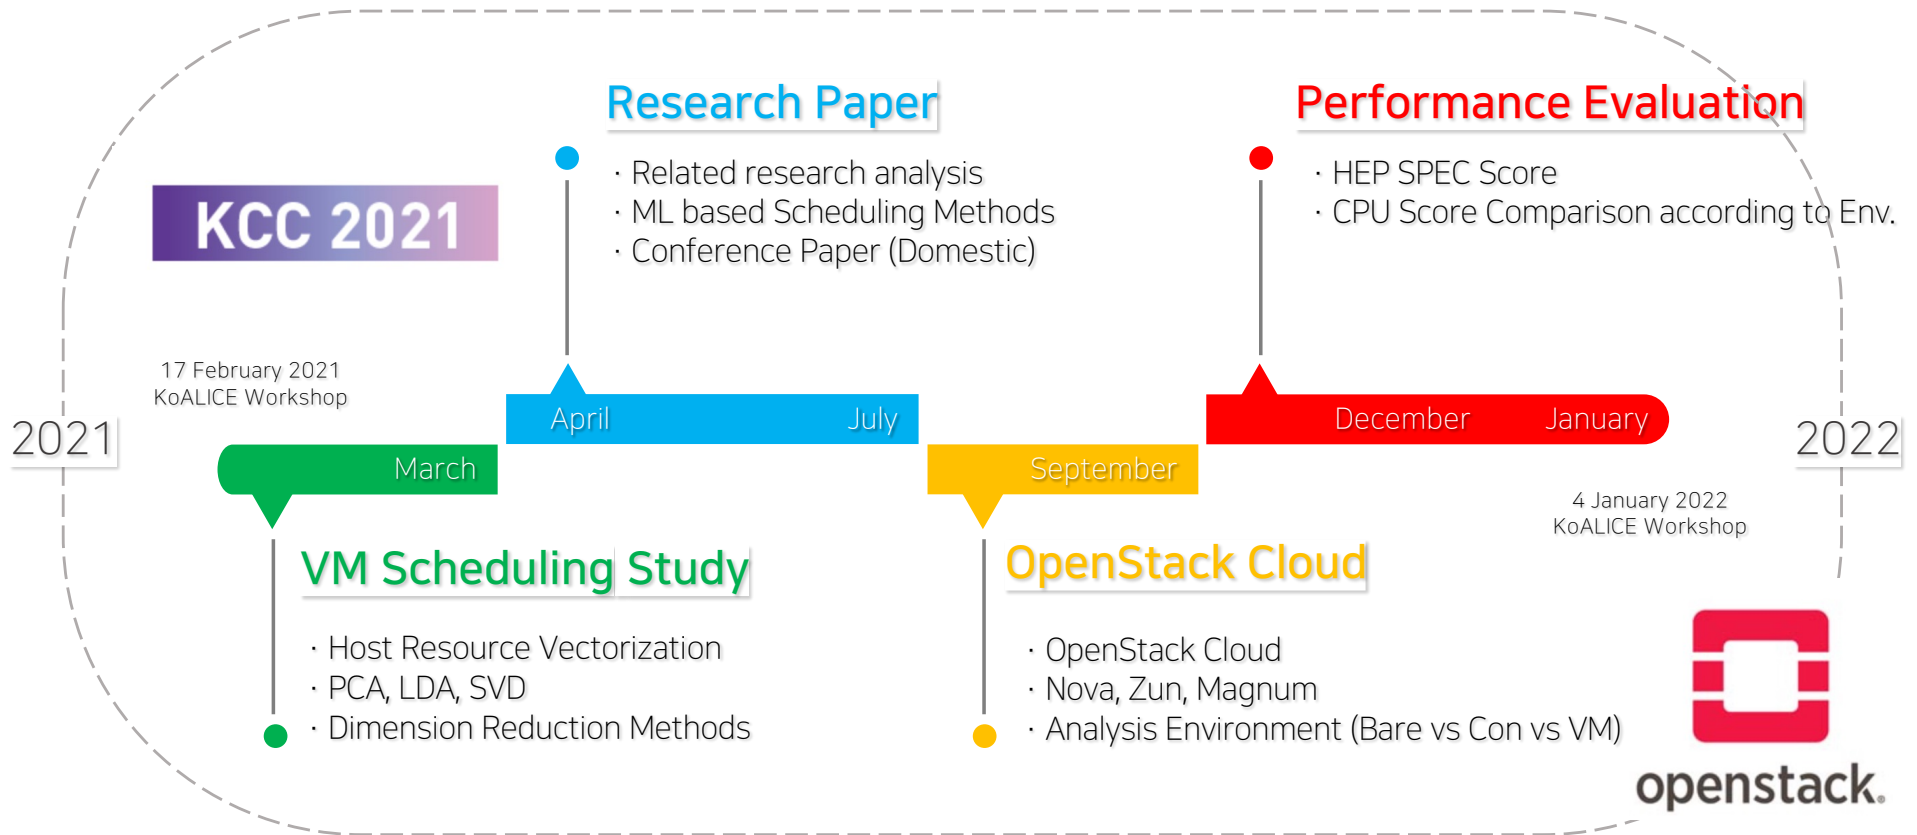 Research Paper
· Related research analysis
· ML based Scheduling Methods
· Conference Paper (Domestic)
Performance Evaluation
· HEP SPEC Score
· CPU Score Comparison according to Env.
KCC 2021
17 February 2021
KoALICE Workshop
2021
April
July
December
January
2022
March
September
4 January 2022
KoALICE Workshop
VM Scheduling Study
· Host Resource Vectorization
· PCA, LDA, SVD
· Dimension Reduction Methods
OpenStack Cloud
· OpenStack Cloud
· Nova, Zun, Magnum
· Analysis Environment (Bare vs Con vs VM)
openstack.